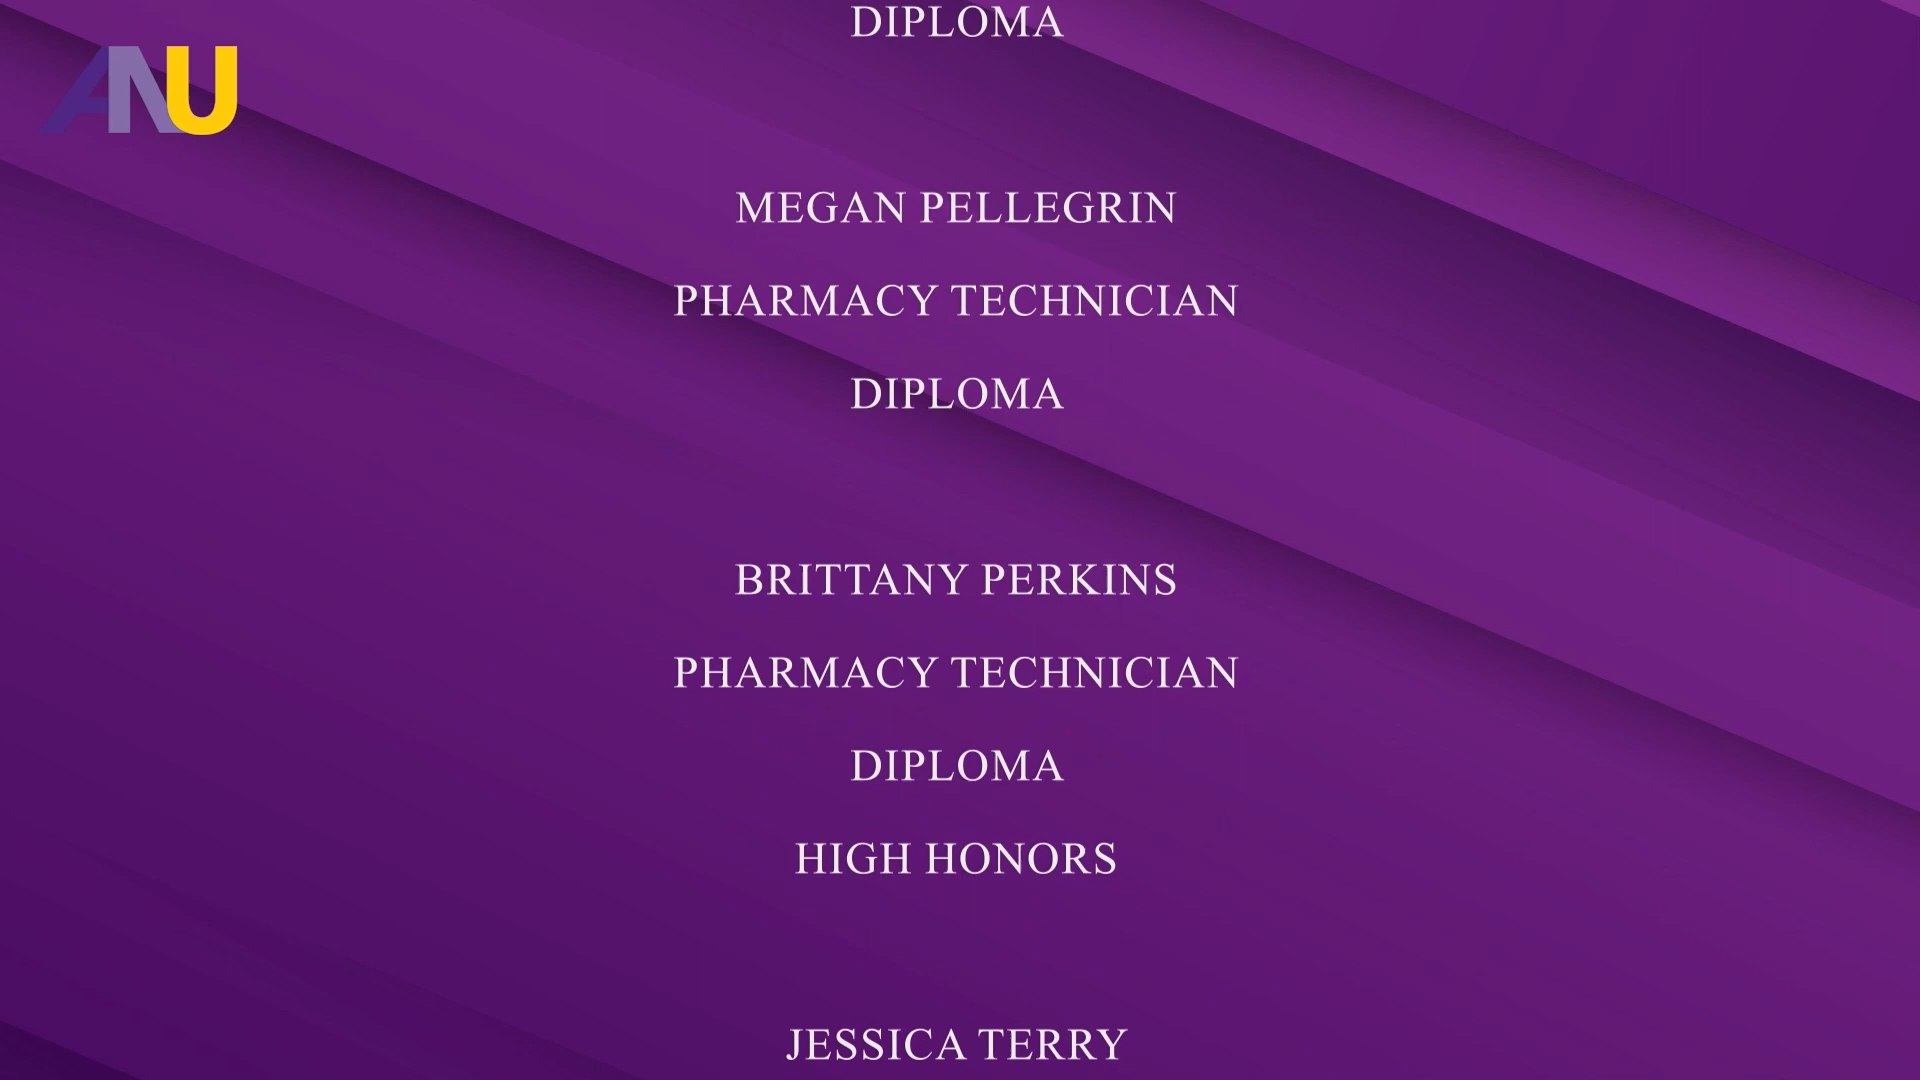 DIPLOMA
ANU
MEGAN PELLEGRIN
PHARMACY TECHNICIAN
DIPLOMA
BRITTANY PERKINS
PHARMACY TECHNICIAN
DIPLOMA
HIGH HONORS
JESSICA TERRY